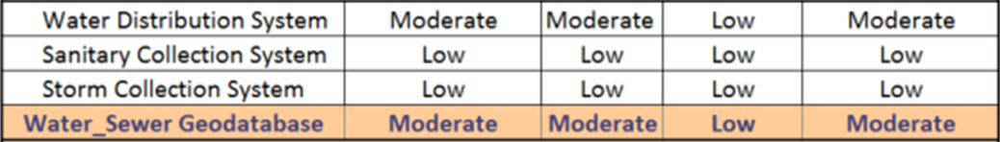 Water Distribution System Moderate Moderate Low Moderate
Sanitary Collection System Low Low Low Low
Storm Collection System Low Low Low Low
Water_Sewer Geodatabase Moderate Moderate Low Moderate